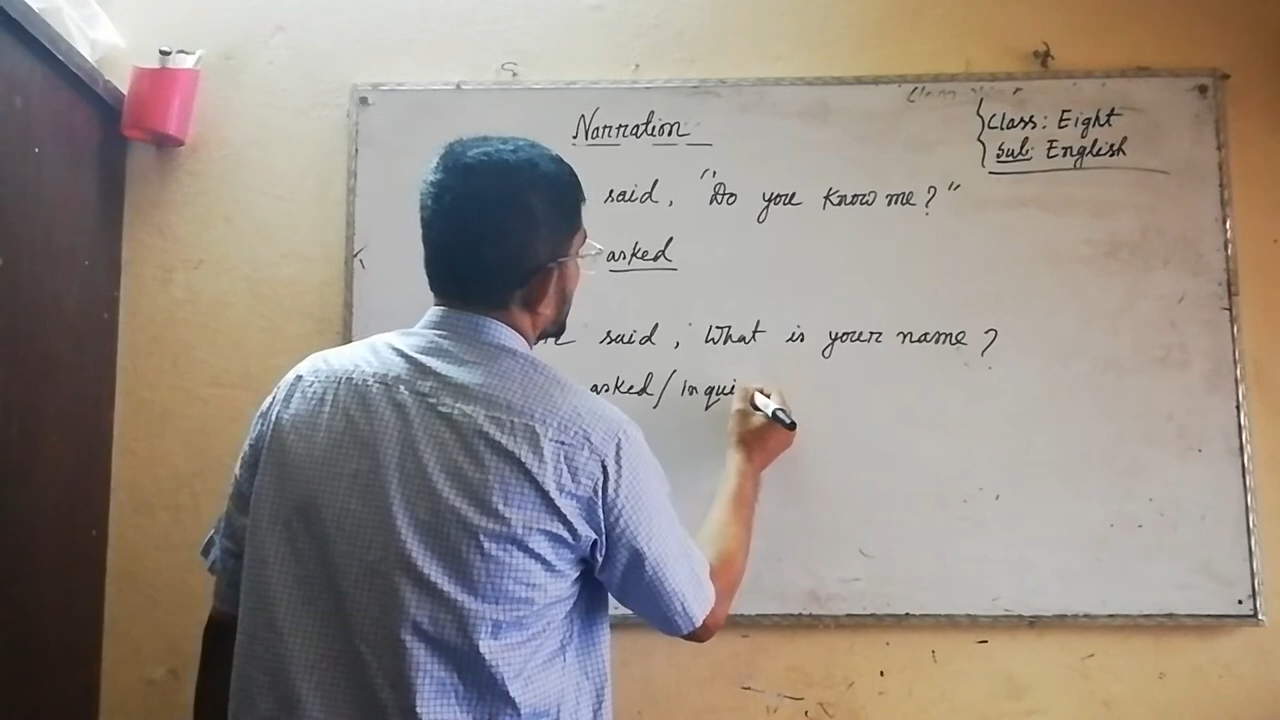 Narration
{Class: Eight
Sub: English
said, "Do you know me?"
asked
said, What is your name?
asked/inqui